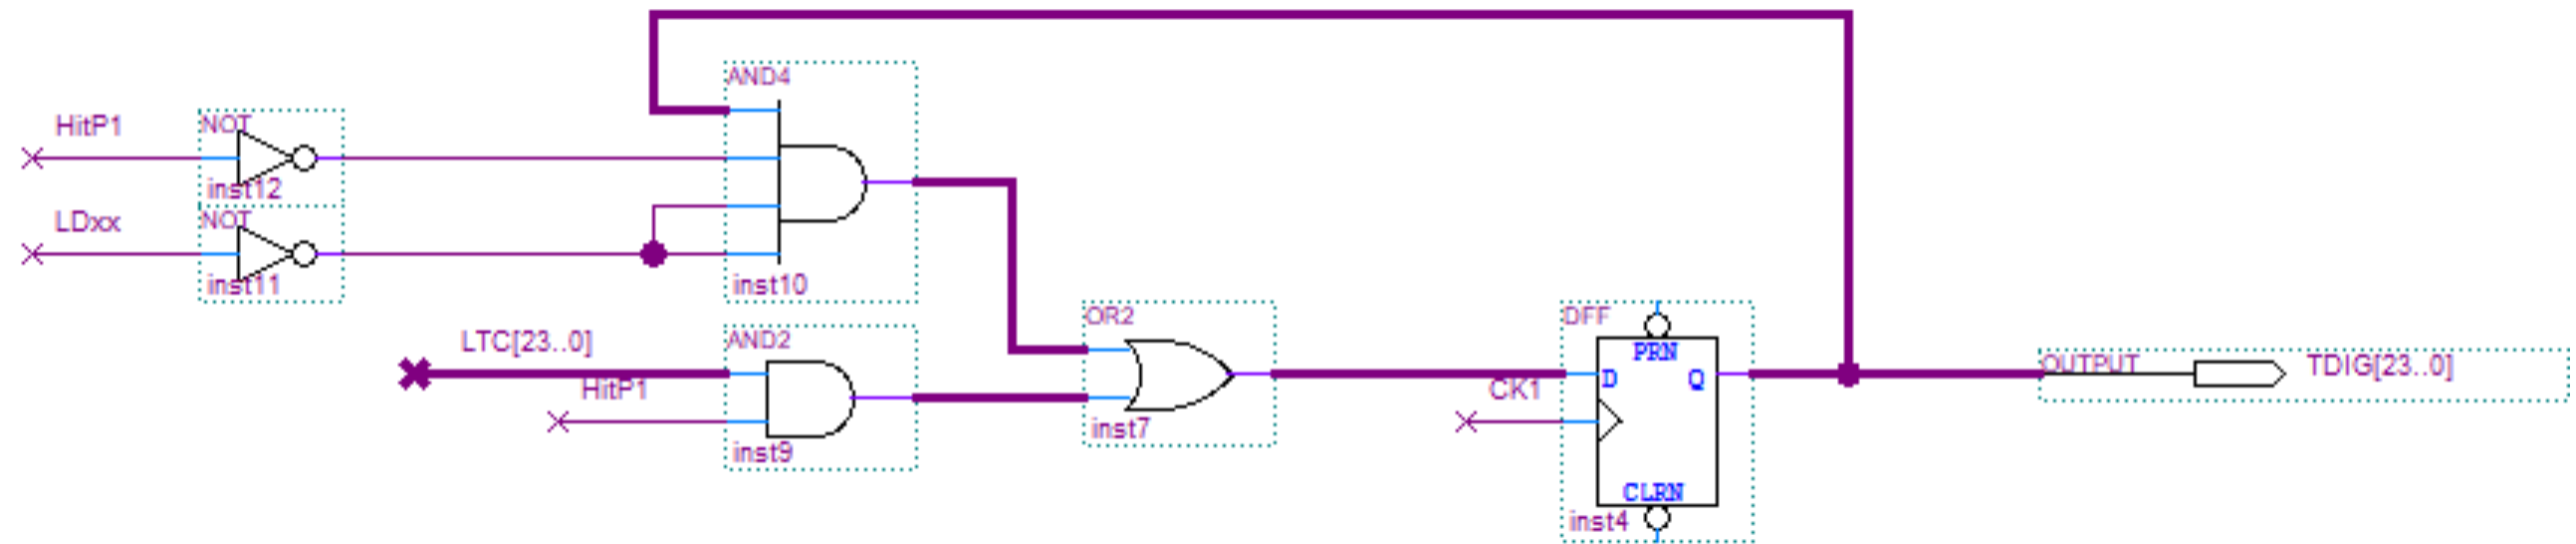 AND4
HitP1
NOT
inst12
LDxx
NOT
inst11
inst10
LTC[23..0]
AND2
HitP1
inst9
OR2
inst7
CK1
DFF
PRN
D
Q
CLRN
inst4
OUTPUT
TDIG[23..0]